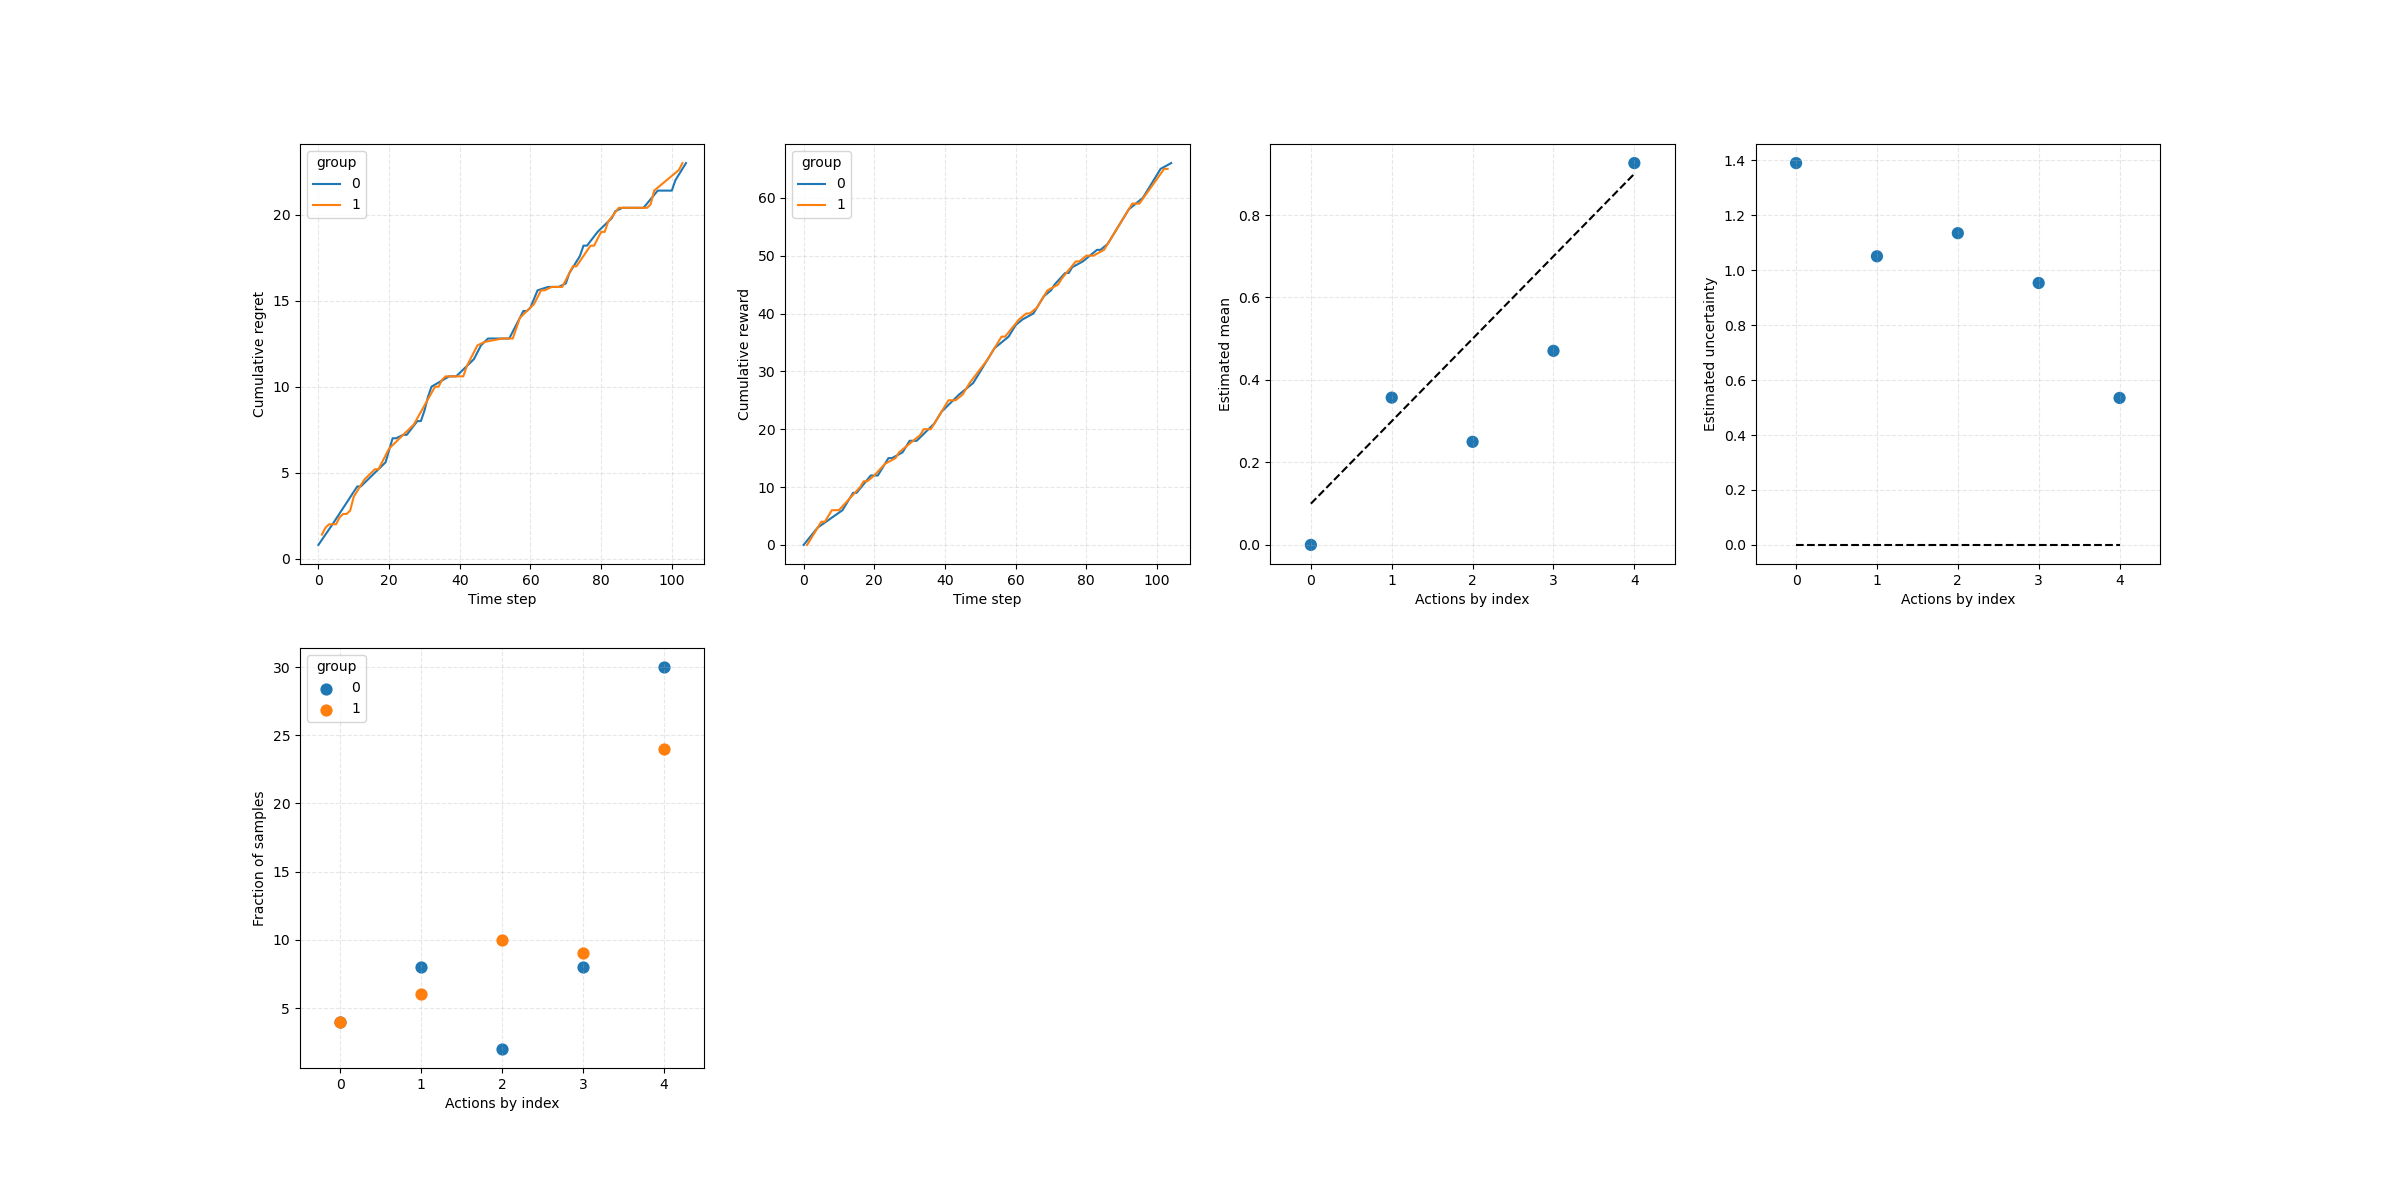 group
0
1
Cumulative regret
0
5
10
15
20
0 20 40 60 80 100
Time step
group
0
1
Cumulative reward
0
10
20
30
40
50
60
0 20 40 60 80 100
Time step
Estimated mean
0.8
0.6
0.4
0.2
0.0
0 1 2 3 4
Actions by index
Estimated uncertainty
1.4
1.2
1.0
0.8
0.6
0.4
0.2
0.0
0 1 2 3 4
Actions by index
group
0
1
Fraction of samples
30
25
20
15
10
5
0 1 2 3 4
Actions by index